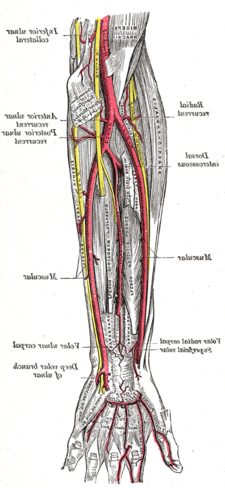 Inferior ulnar
collateral
Anterior ulnar
recurrent
Posterior ulnar
recurrent
Muscular
Volar ulnar carpal
Deep volar branch
of ulnar
Radial
recurrent
Dorsal
interosseous
Muscular
Volar radial carpal
Superficial volar
BICEPS